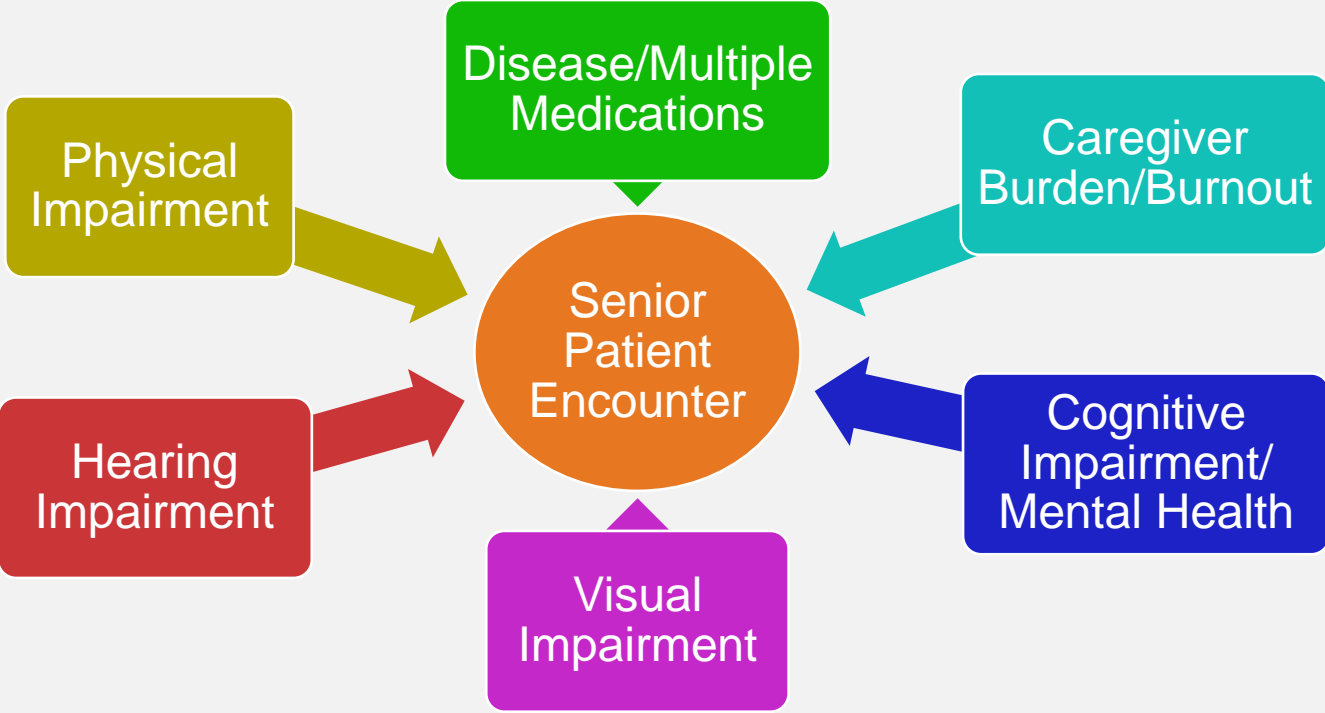 Disease/Multiple
Medications
Physical
Impairment
Caregiver
Burden/Burnout
Senior
Patient
Encounter
Hearing
Impairment
Cognitive
Impairment/
Mental Health
Visual
Impairment